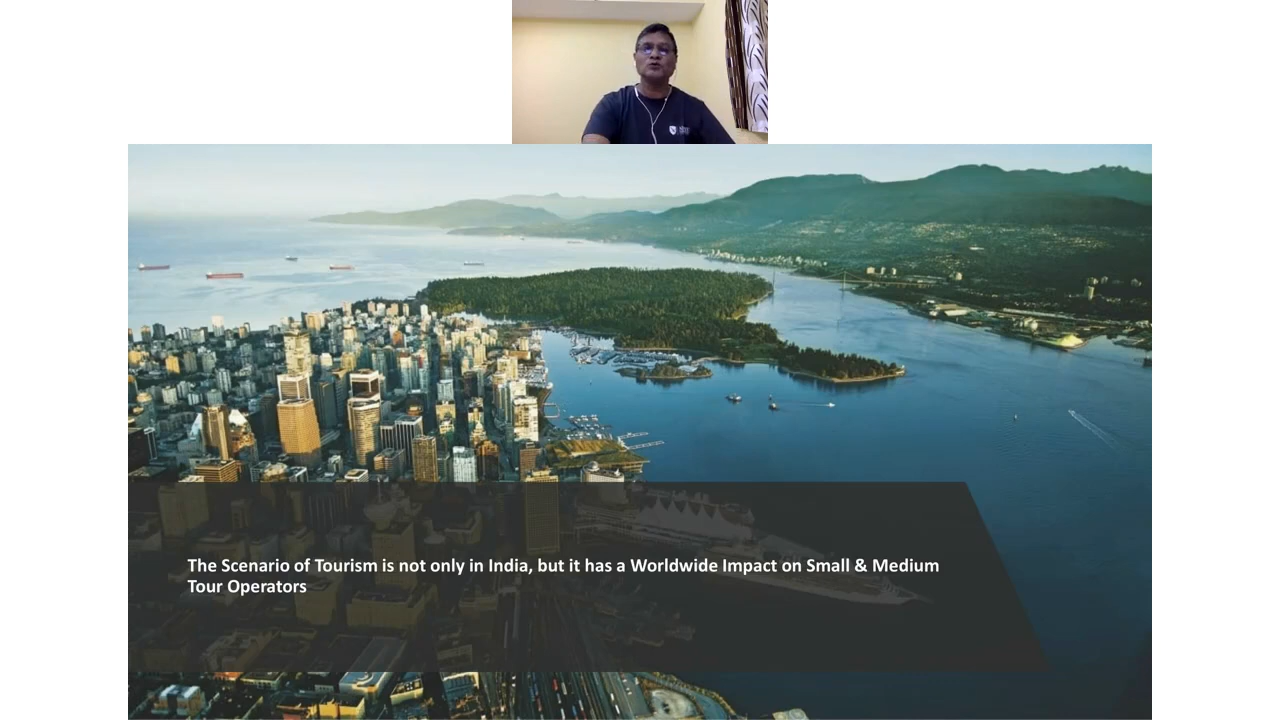 The Scenario of Tourism is not only in India, but it has a Worldwide Impact on Small & Medium
Tour Operators